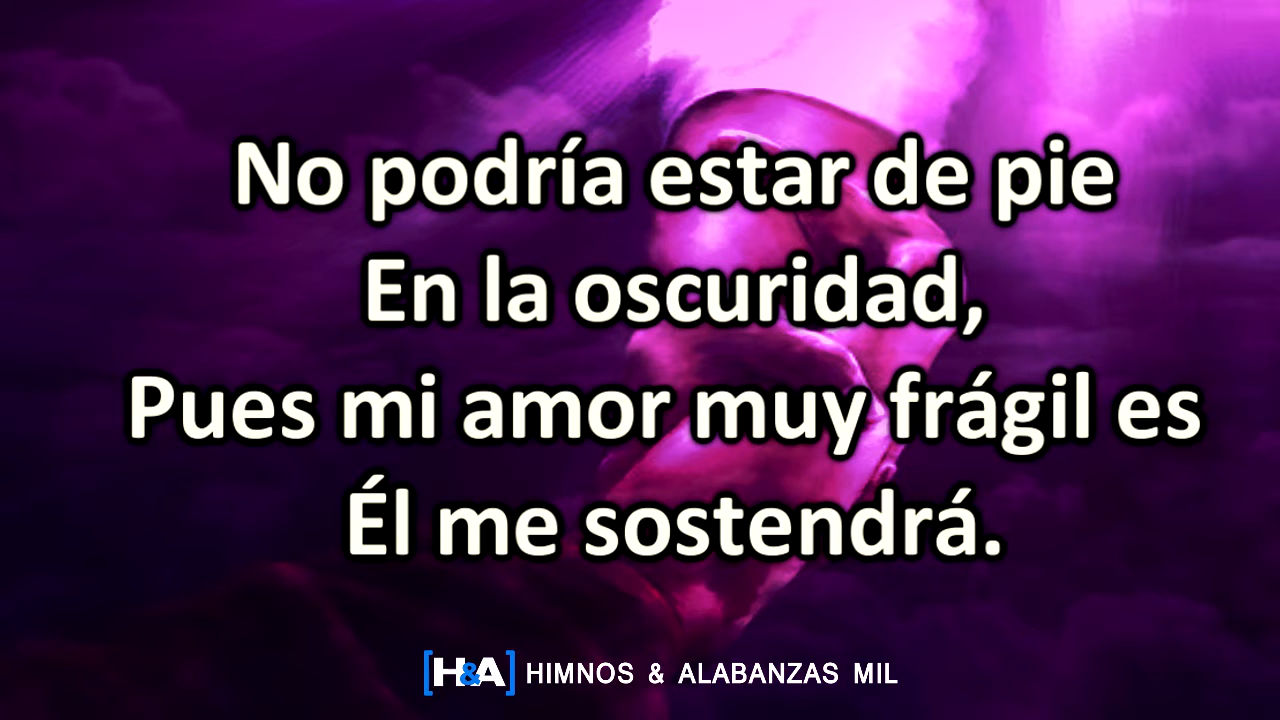 No podría estar de pie
En la oscuridad,
Pues mi amor muy frágil es
Él me sostendrá.
[H&A] HIMNOS & ALABANZAS MIL